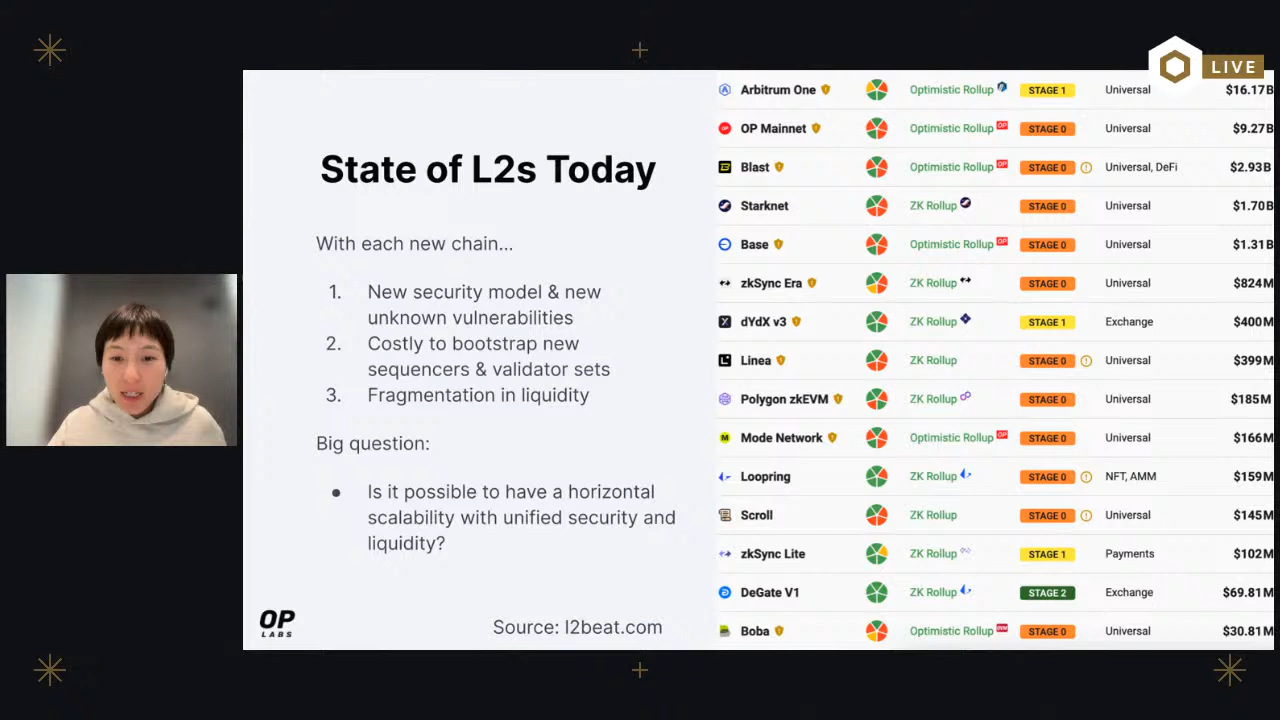 LIVE
State of L2s Today
With each new chain...
1. New security model & new
unknown vulnerabilities
2. Costly to bootstrap new
sequencers & validator sets
3. Fragmentation in liquidity
Big question:
● Is it possible to have a horizontal
scalability with unified security and
liquidity?
OP
LABS
Source: l2beat.com
Arbitrum One Optimistic Rollup STAGE 1 Universal $16.17B
OP Mainnet Optimistic Rollup OP STAGE 0 Universal $9.27B
Blast Optimistic Rollup OP STAGE 0 Universal, DeFi $2.93B
Starknet ZK Rollup STAGE 0 Universal $1.70B
Base Optimistic Rollup OP STAGE 0 Universal $1.31B
zkSync Era ZK Rollup STAGE 0 Universal $824M
dYdX v3 ZK Rollup STAGE 1 Exchange $400M
Linea ZK Rollup STAGE 0 Universal $399M
Polygon zkEVM ZK Rollup STAGE 0 Universal $185M
Mode Network Optimistic Rollup OP STAGE 0 Universal $166M
Loopring ZK Rollup STAGE 0 NFT, AMM $159M
Scroll ZK Rollup STAGE 0 Universal $145M
zkSync Lite ZK Rollup STAGE 1 Payments $102M
DeGate V1 ZK Rollup STAGE 2 Exchange $69.81M
Boba Optimistic Rollup STAGE 0 Universal $30.81M